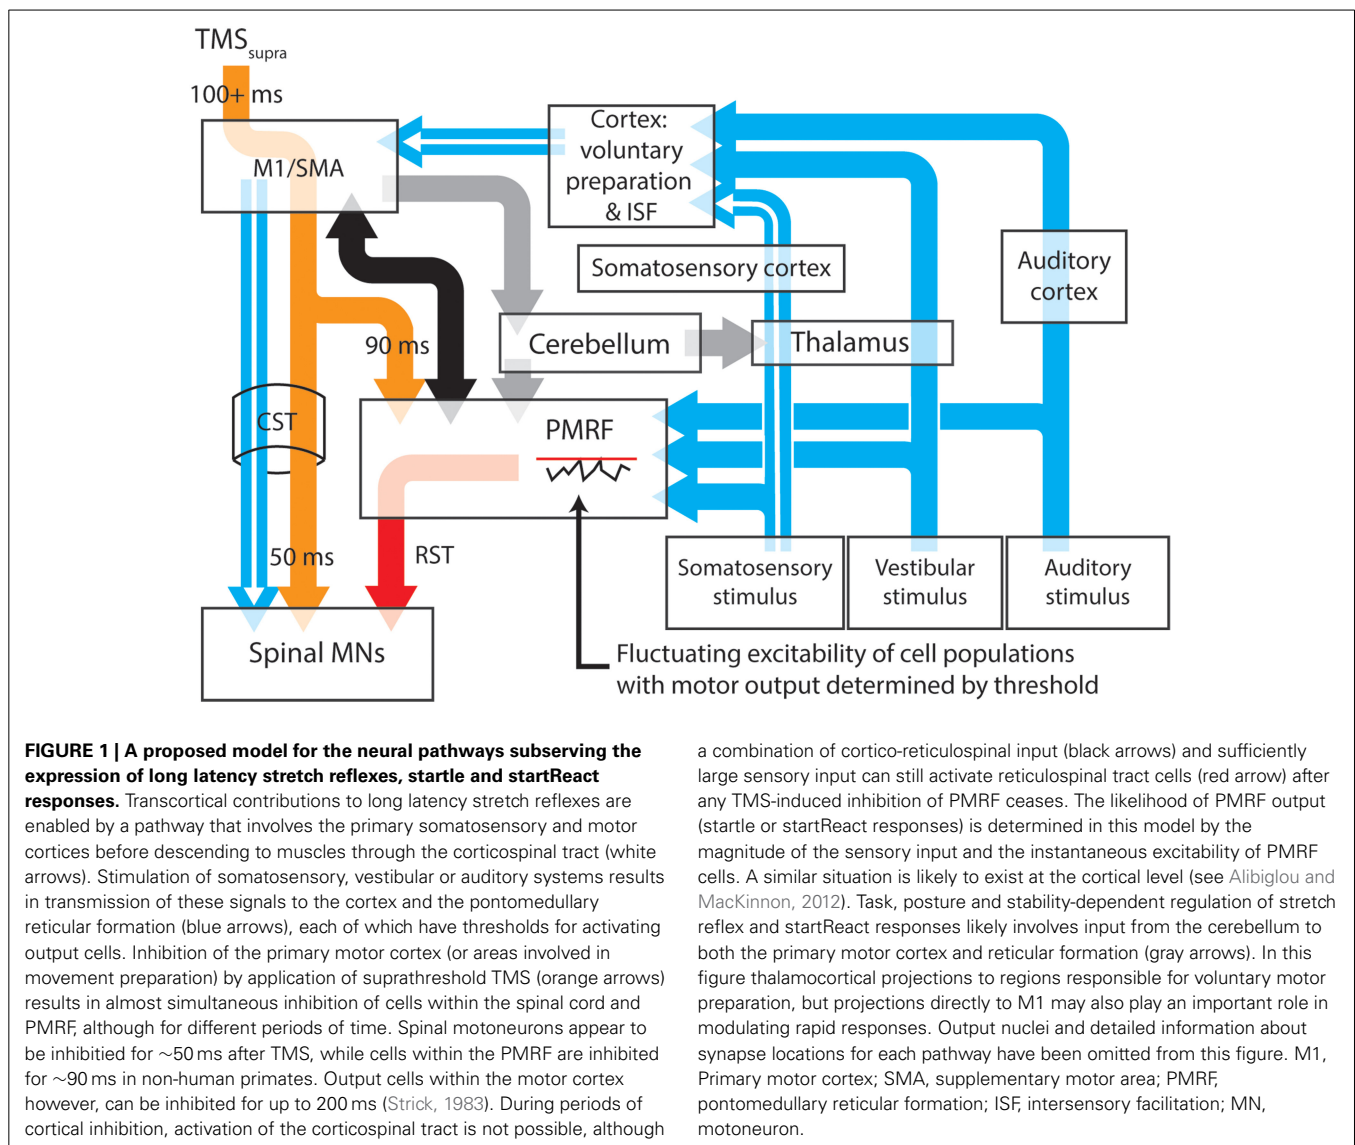 TMS supra
100+ ms
M1/SMA
Cortex:
voluntary
preparation
& ISF
Somatosensory cortex
Auditory
cortex
90 ms
Cerebellum
Thalamus
CST
PMRF
50 ms
RST
Somatosensory
stimulus
Vestibular
stimulus
Auditory
stimulus
Spinal MNs
Fluctuating excitability of cell populations
with motor output determined by threshold
FIGURE 1 | A proposed model for the neural pathways subserving the
expression of long latency stretch reflexes, startle and startReact
responses. Transcortical contributions to long latency stretch reflexes are
enabled by a pathway that involves the primary somatosensory and motor
cortices before descending to muscles through the corticospinal tract (white
arrows). Stimulation of somatosensory, vestibular or auditory systems results
in transmission of these signals to the cortex and the pontomedullary
reticular formation (blue arrows), each of which have thresholds for activating
output cells. Inhibition of the primary motor cortex (or areas involved in
movement preparation) by application of suprathreshold TMS (orange arrows)
results in almost simultaneous inhibition of cells within the spinal cord and
PMRF, although for different periods of time. Spinal motoneurons appear to
be inhibitied for ∼50 ms after TMS, while cells within the PMRF are inhibited
for ∼90 ms in non-human primates. Output cells within the motor cortex
however, can be inhibited for up to 200 ms (Strick, 1983). During periods of
cortical inhibition, activation of the corticospinal tract is not possible, although
a combination of cortico-reticulospinal input (black arrows) and sufficiently
large sensory input can still activate reticulospinal tract cells (red arrow) after
any TMS-induced inhibition of PMRF ceases. The likelihood of PMRF output
(startle or startReact responses) is determined in this model by the
magnitude of the sensory input and the instantaneous excitability of PMRF
cells. A similar situation is likely to exist at the cortical level (see Alibiglou and
MacKinnon, 2012). Task, posture and stability-dependent regulation of stretch
reflex and startReact responses likely involves input from the cerebellum to
both the primary motor cortex and reticular formation (gray arrows). In this
figure thalamocortical projections to regions responsible for voluntary motor
preparation, but projections directly to M1 may also play an important role in
modulating rapid responses. Output nuclei and detailed information about
synapse locations for each pathway have been omitted from this figure. M1,
Primary motor cortex; SMA, supplementary motor area; PMRF,
pontomedullary reticular formation; ISF, intersensory facilitation; MN,
motoneuron.